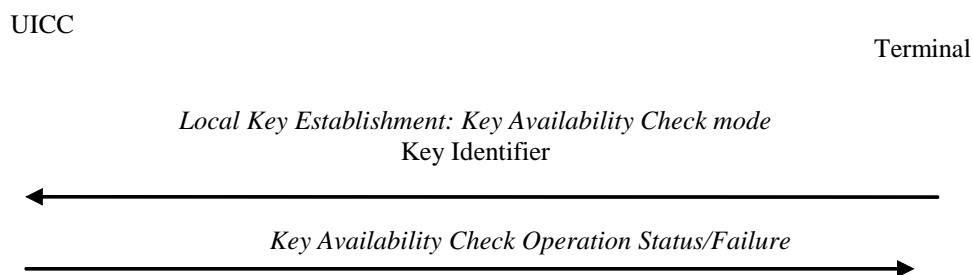 UICC
Terminal
Local Key Establishment: Key Availability Check mode
Key Identifier
Key Availability Check Operation Status/Failure